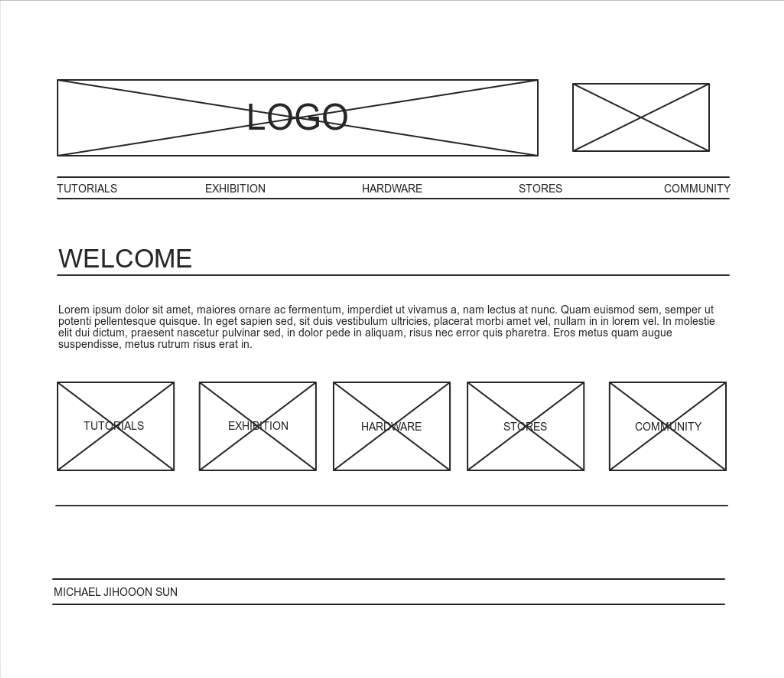 LOGO
TUTORIALS EXHIBITION HARDWARE STORES COMMUNITY
WELCOME
Lorem ipsum dolor sit amet, maiores ornare ac fermentum, imperdiet ut vivamus a, nam lectus at nunc. Quam euismod sem, semper ut
potenti pellentesque quisque. In eget sapien sed, sit duis vestibulum ultricies, placerat morbi amet vel, nullam in in lorem vel. In molestie
elit dui dictum, praesent nascetur pulvinar sed, in dolor pede in aliquam, risus nec error quis pharetra. Eros metus quam augue
suspendisse, metus rutrum risus erat in.
TUTORIALS EXHIBITION HARDWARE STORES COMMUNITY
MICHAEL JIHOOON SUN